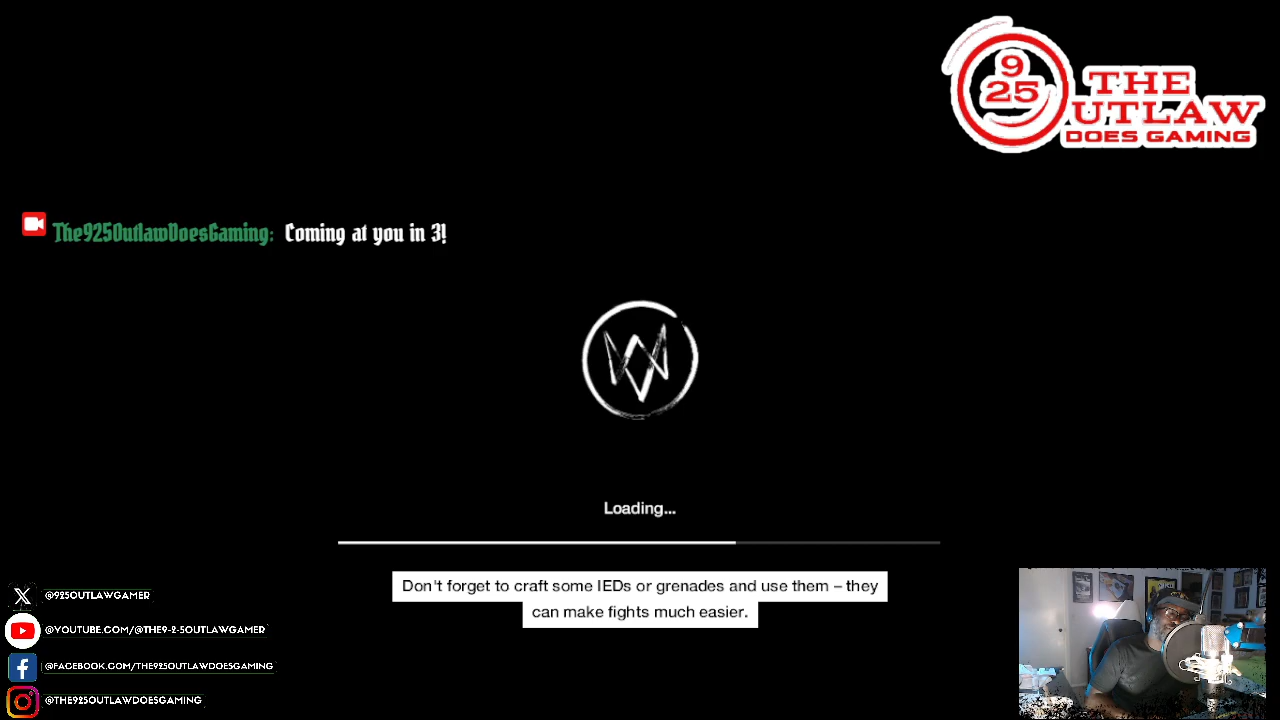 9
25
THE
OUTLAW
DOES GAMING
The925OutlawDoesGaming: Coming at you in 3!
Loading...
Don't forget to craft some IEDs or grenades and use them – they
can make fights much easier.
@925OUTLAWGAMER
@YOUTUBE.COM/@THE9-2-5OUTLAWGAMER
@FACEBOOK.COM/THE925OUTLAWDOESGAMING
@THE925OUTLAWDOESGAMING